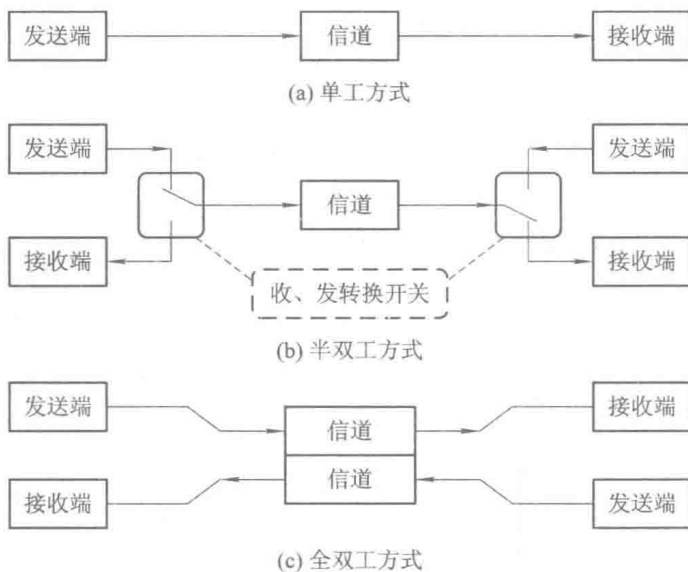 发送端 信道 接收端
(a) 单工方式
发送端 发送端
信道
接收端 接收端
收、发转换开关
(b) 半双工方式
发送端 接收端
信道
信道
接收端 发送端
(c) 全双工方式